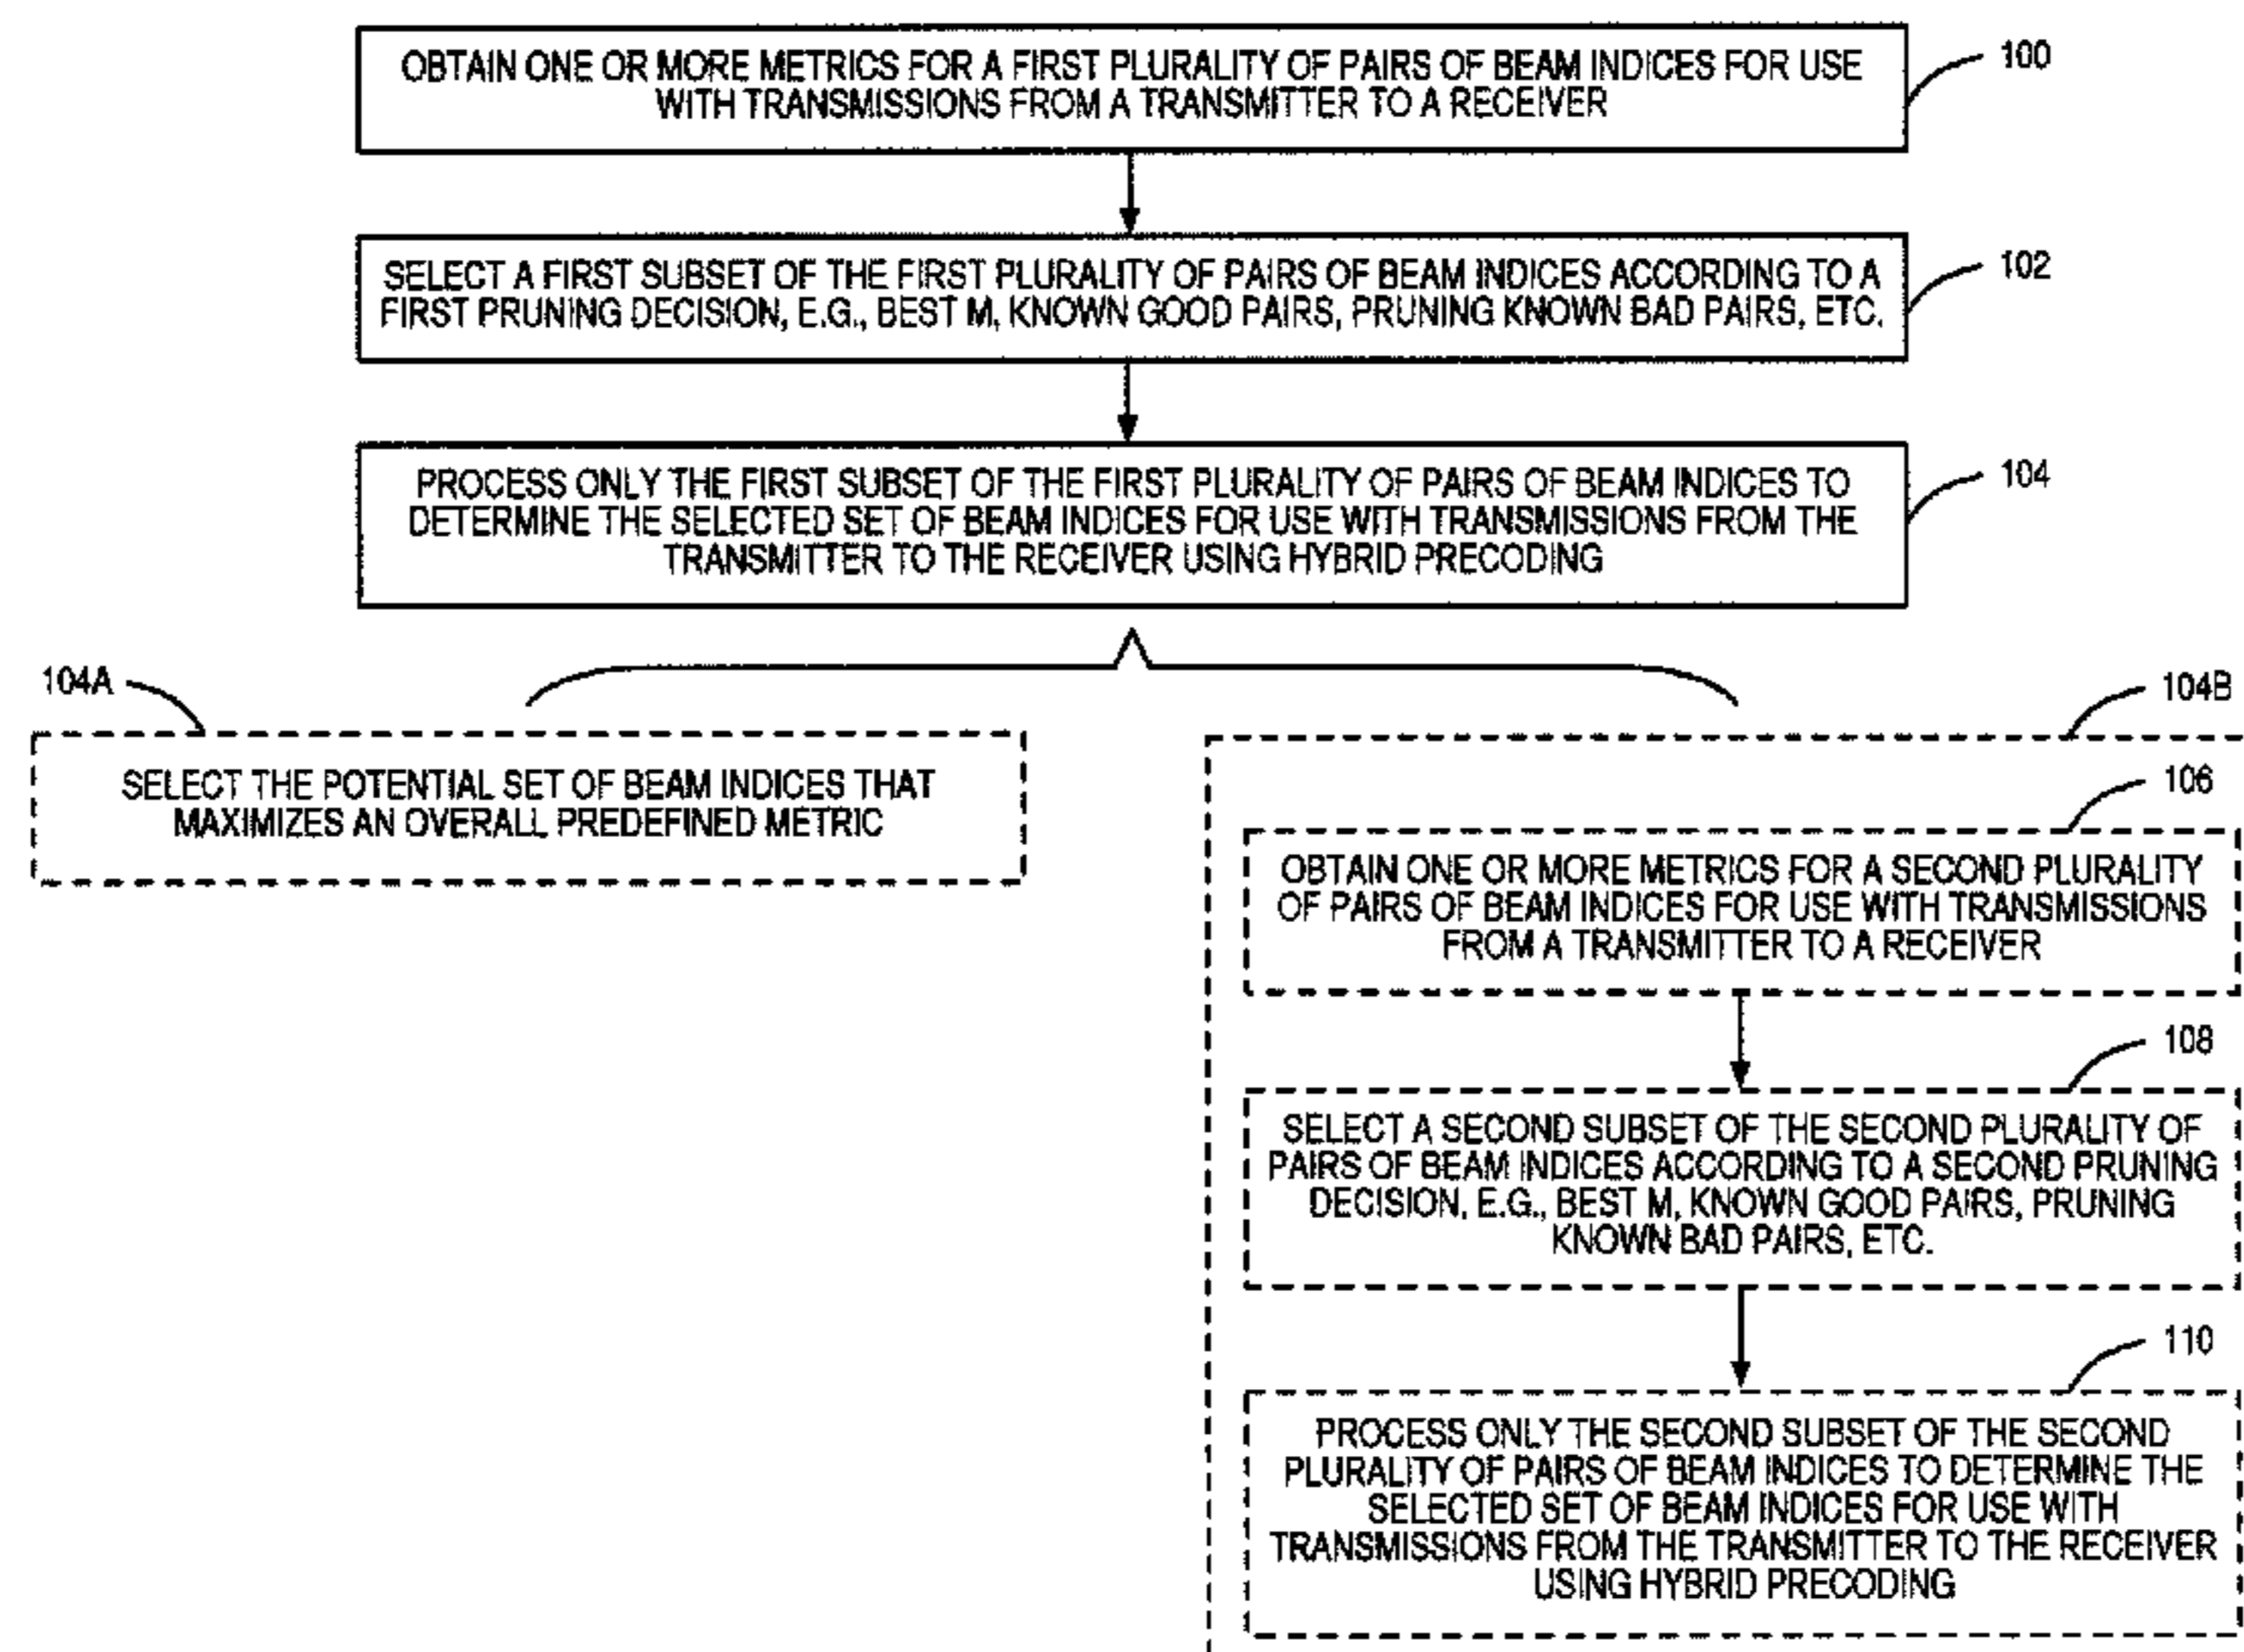 OBTAIN ONE OR MORE METRICS FOR A FIRST PLURALITY OF PAIRS OF BEAM INDICES FOR USE
WITH TRANSMISSIONS FROM A TRANSMITTER TO A RECEIVER
100
SELECT A FIRST SUBSET OF THE FIRST PLURALITY OF PAIRS OF BEAM INDICES ACCORDING TO A
FIRST PRUNING DECISION, E.G., BEST M, KNOWN GOOD PAIRS, PRUNING KNOWN BAD PAIRS, ETC.
102
PROCESS ONLY THE FIRST SUBSET OF THE FIRST PLURALITY OF PAIRS OF BEAM INDICES TO
DETERMINE THE SELECTED SET OF BEAM INDICES FOR USE WITH TRANSMISSIONS FROM THE
TRANSMITTER TO THE RECEIVER USING HYBRID PRECODING
104
104A
SELECT THE POTENTIAL SET OF BEAM INDICES THAT
MAXIMIZES AN OVERALL PREDEFINED METRIC
104B
106
OBTAIN ONE OR MORE METRICS FOR A SECOND PLURALITY
OF PAIRS OF BEAM INDICES FOR USE WITH TRANSMISSIONS
FROM A TRANSMITTER TO A RECEIVER
108
SELECT A SECOND SUBSET OF THE SECOND PLURALITY OF
PAIRS OF BEAM INDICES ACCORDING TO A SECOND PRUNING
DECISION, E.G., BEST M, KNOWN GOOD PAIRS, PRUNING
KNOWN BAD PAIRS, ETC.
110
PROCESS ONLY THE SECOND SUBSET OF THE SECOND
PLURALITY OF PAIRS OF BEAM INDICES TO DETERMINE THE
SELECTED SET OF BEAM INDICES FOR USE WITH
TRANSMISSIONS FROM THE TRANSMITTER TO THE RECEIVER
USING HYBRID PRECODING